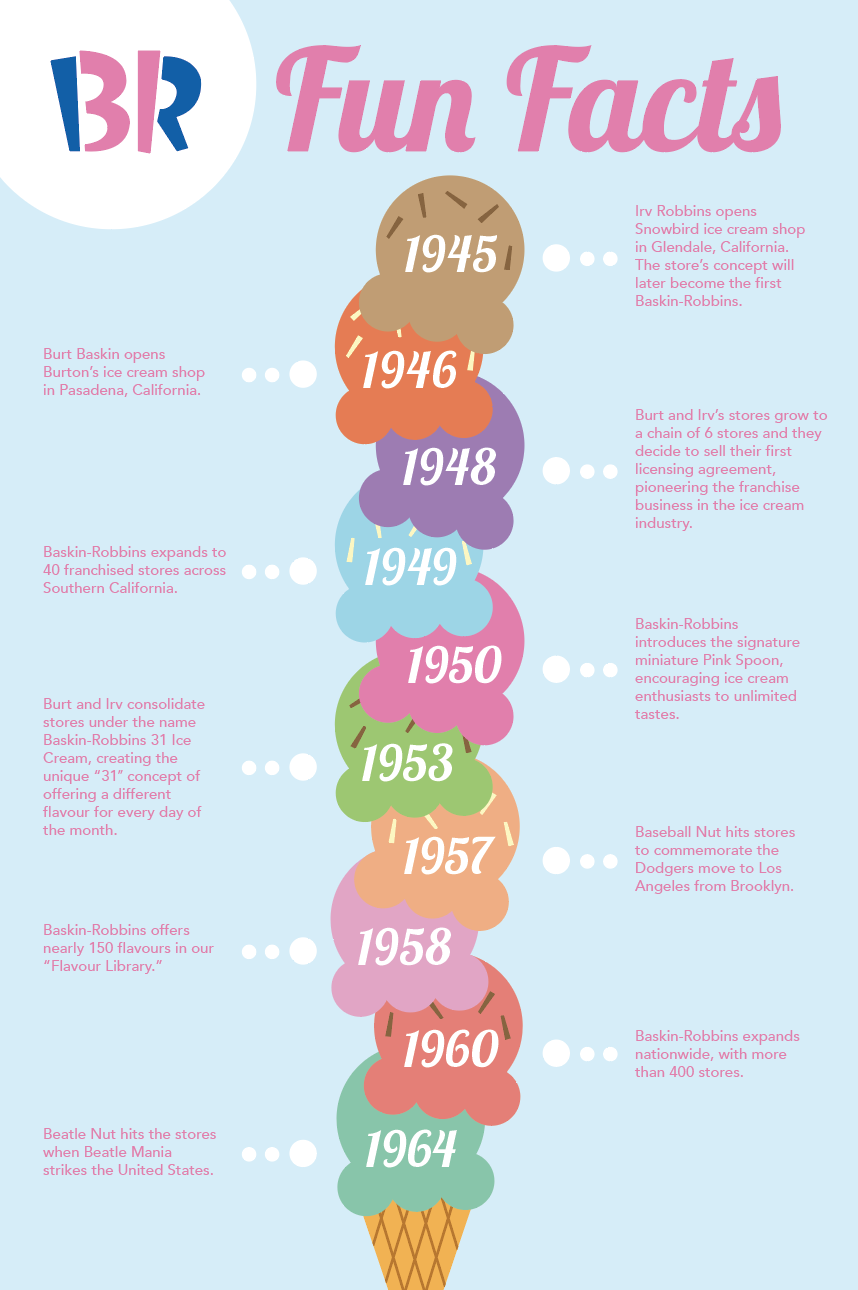 BR
Fun Facts
1945
Irv Robbins opens
Snowbird ice cream shop
in Glendale, California.
The store’s concept will
later become the first
Baskin-Robbins.
1946
Burt Baskin opens
Burton’s ice cream shop
in Pasadena, California.
1948
Burt and Irv’s stores grow to
a chain of 6 stores and they
decide to sell their first
licensing agreement,
pioneering the franchise
business in the ice cream
industry.
1949
Baskin-Robbins expands to
40 franchised stores across
Southern California.
1950
Baskin-Robbins
introduces the signature
miniature Pink Spoon,
encouraging ice cream
enthusiasts to unlimited
tastes.
1953
Burt and Irv consolidate
stores under the name
Baskin-Robbins 31 Ice
Cream, creating the
unique “31” concept of
offering a different
flavour for every day of
the month.
1957
Baseball Nut hits stores
to commemorate the
Dodgers move to Los
Angeles from Brooklyn.
1958
Baskin-Robbins offers
nearly 150 flavours in our
“Flavour Library.”
1960
Baskin-Robbins expands
nationwide, with more
than 400 stores.
1964
Beatle Nut hits the stores
when Beatle Mania
strikes the United States.